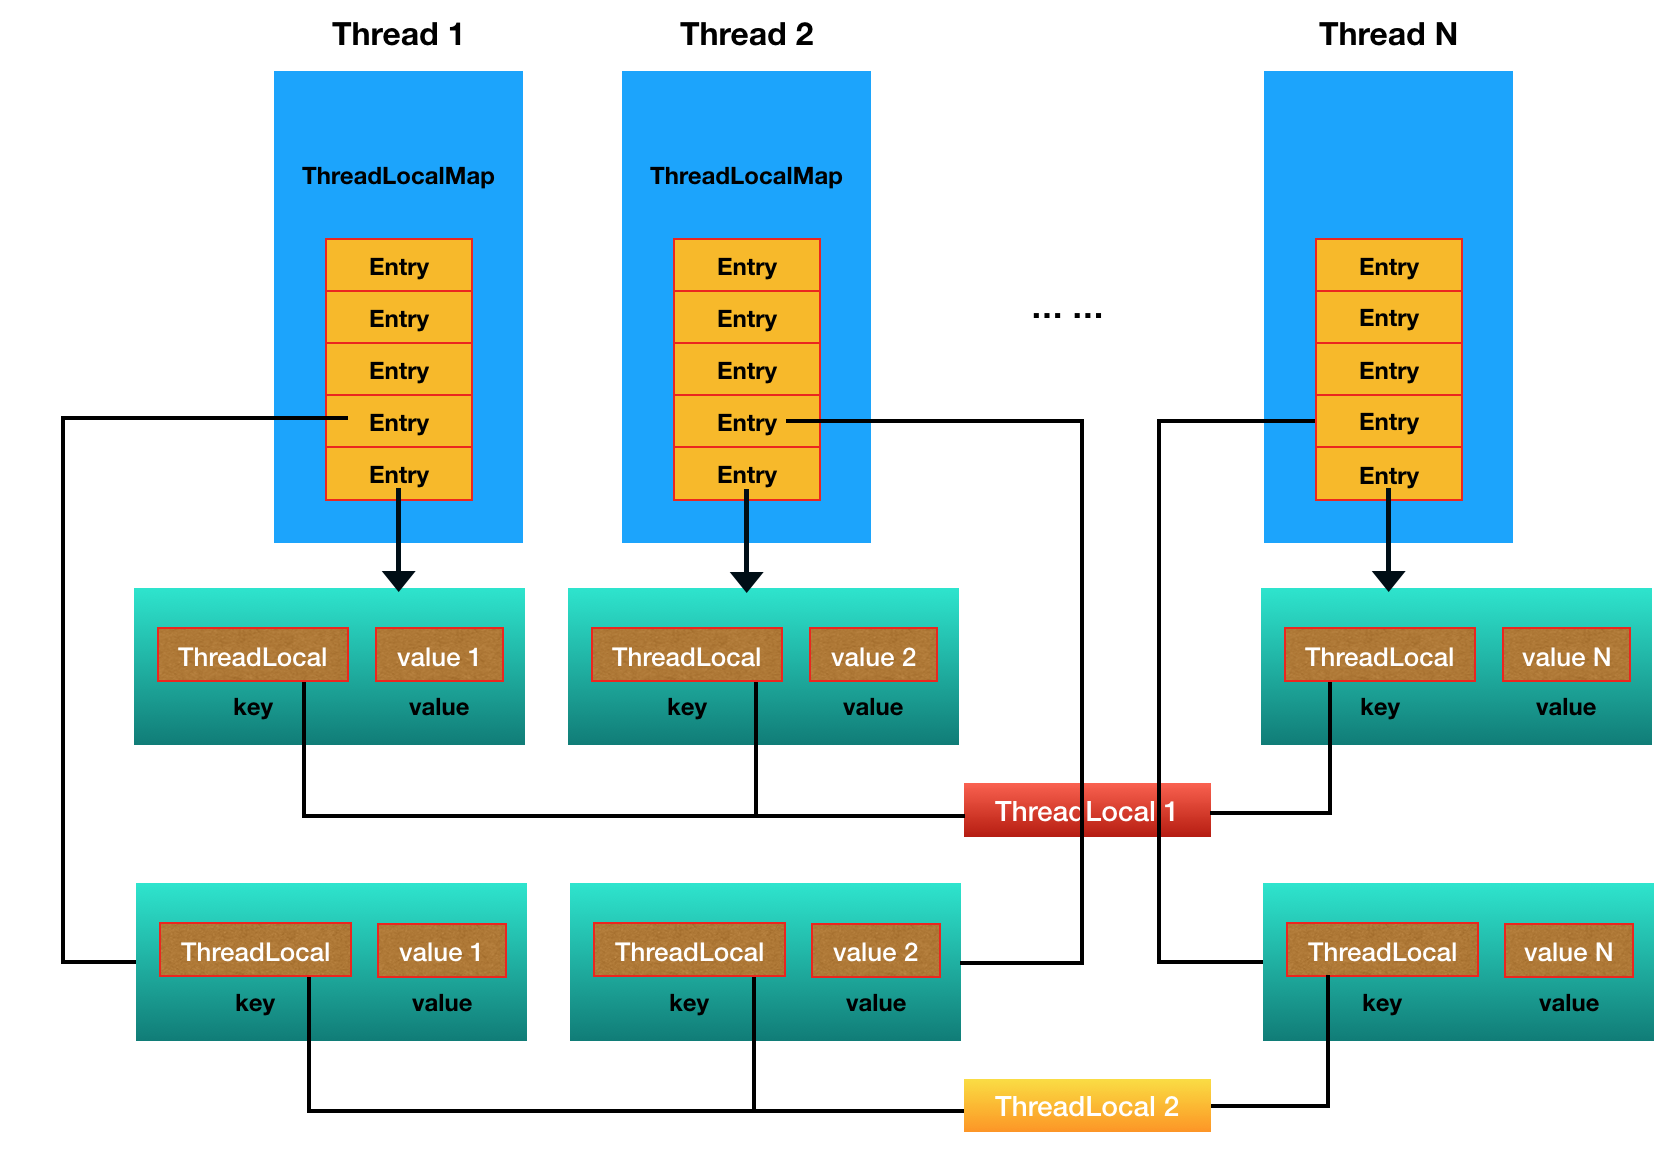 Thread 1
Thread 2
Thread N
ThreadLocalMap
ThreadLocalMap
Entry
Entry
Entry
Entry
Entry
Entry
Entry
Entry
Entry
Entry
... ...
Entry
Entry
Entry
Entry
Entry
ThreadLocal
value 1
key
value
ThreadLocal
value 2
key
value
ThreadLocal
value N
key
value
ThreadLocal 1
ThreadLocal
value 1
key
value
ThreadLocal
value 2
key
value
ThreadLocal
value N
key
value
ThreadLocal 2